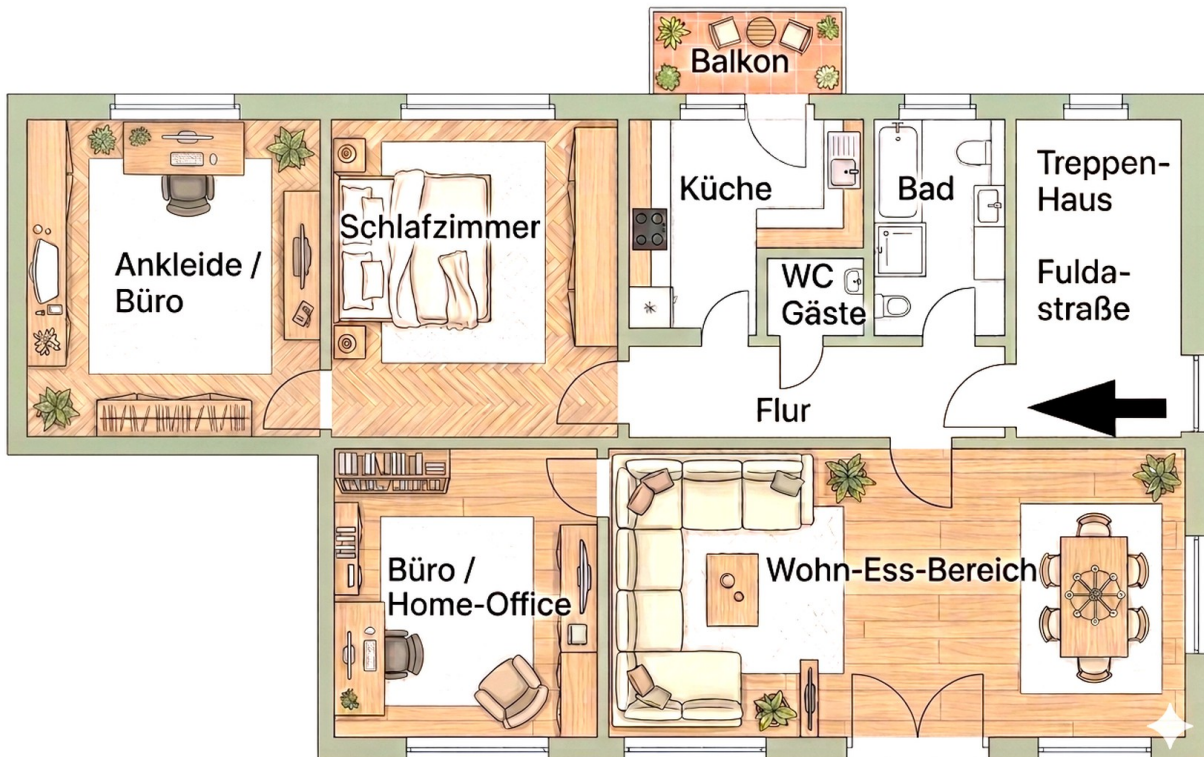 Balkon
Küche
Bad
Treppen-
Haus
Schlafzimmer
Ankleide /
Büro
WC
Gäste
Fulda-
straße
Flur
Büro /
Home-Office
Wohn-Ess-Bereich